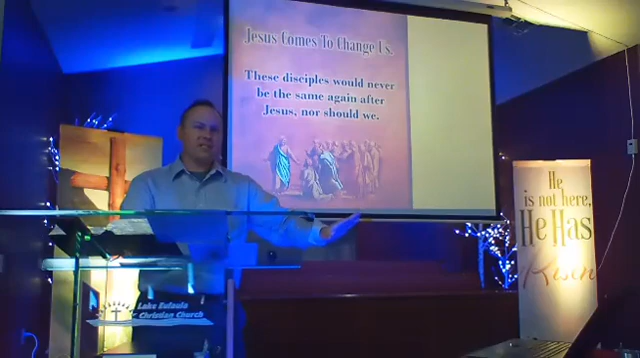 Jesus Comes To Change Us.
These disciples would never
be the same again after
Jesus, nor should we.
He
is not here,
He Has
Risen
Lake Eufaula
Christian Church